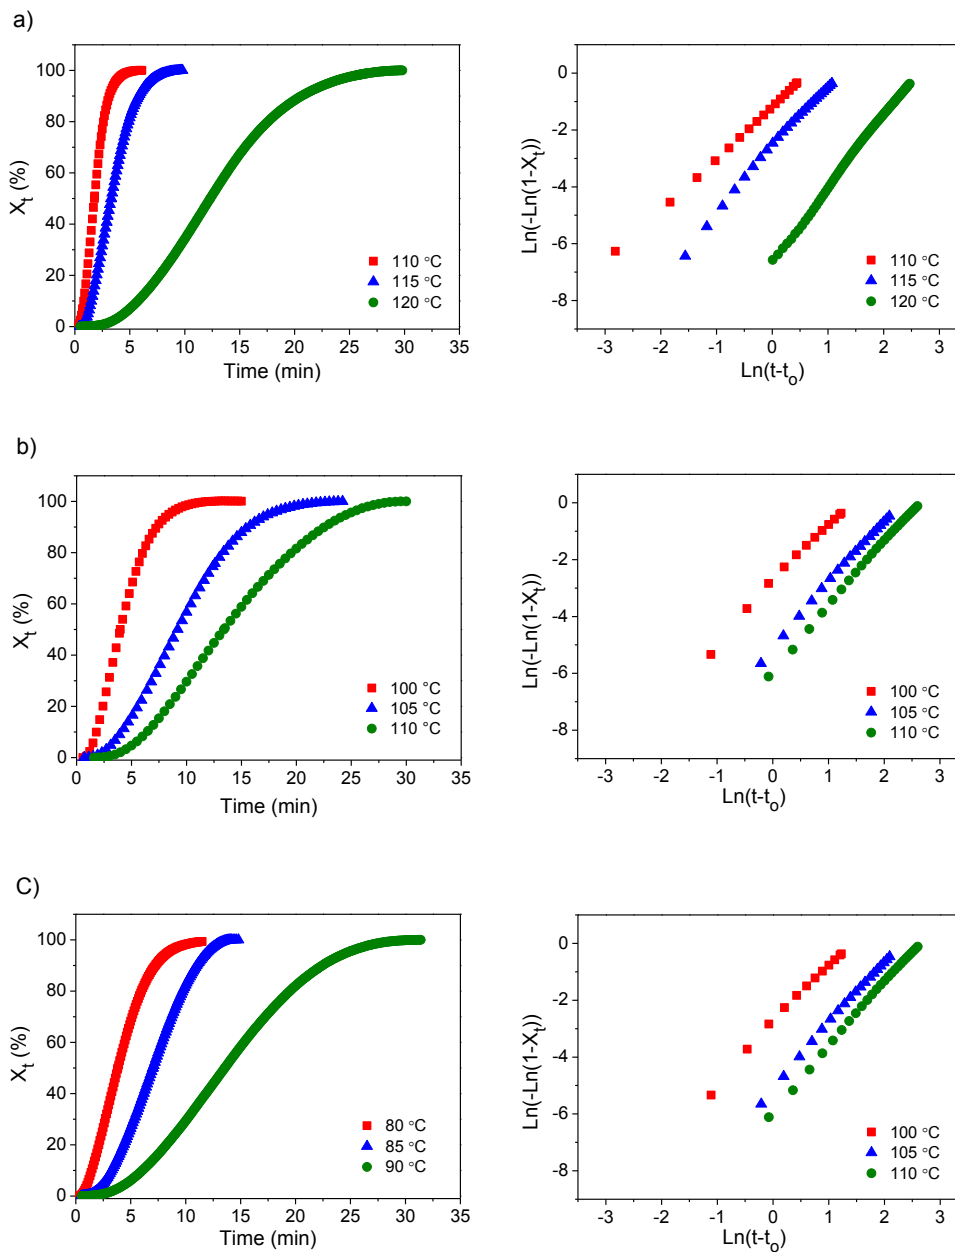 a)
100
80
60
40
20
0
X_t (%)
110 °C
115 °C
120 °C
0 5 10 15 20 25 30 35
Time (min)
0
-2
-4
-6
-8
Ln(-Ln(1-X_t))
110 °C
115 °C
120 °C
-3 -2 -1 0 1 2 3
Ln(t-t_o)
b)
100
80
60
40
20
0
X_t (%)
100 °C
105 °C
110 °C
0 5 10 15 20 25 30 35
Time (min)
0
-2
-4
-6
-8
Ln(-Ln(1-X_t))
100 °C
105 °C
110 °C
-3 -2 -1 0 1 2 3
Ln(t-t_o)
C)
100
80
60
40
20
0
X_t (%)
80 °C
85 °C
90 °C
0 5 10 15 20 25 30 35
Time (min)
0
-2
-4
-6
-8
Ln(-Ln(1-X_t))
100 °C
105 °C
110 °C
-3 -2 -1 0 1 2 3
Ln(t-t_o)